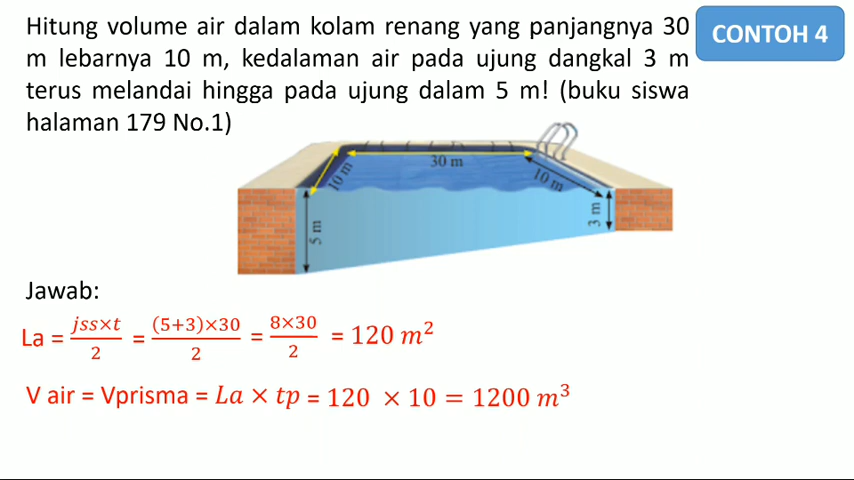 Hitung volume air dalam kolam renang yang panjangnya 30
m lebarnya 10 m, kedalaman air pada ujung dangkal 3 m
terus melandai hingga pada ujung dalam 5 m! (buku siswa
halaman 179 No.1)
CONTOH 4
30 m
10 m
10 m
5 m
3 m
Jawab:
La = \frac{jss×t}{2} = \frac{(5+3)×30}{2} = \frac{8×30}{2} = 120 m²
V air = Vprisma = La × tp = 120 × 10 = 1200 m³